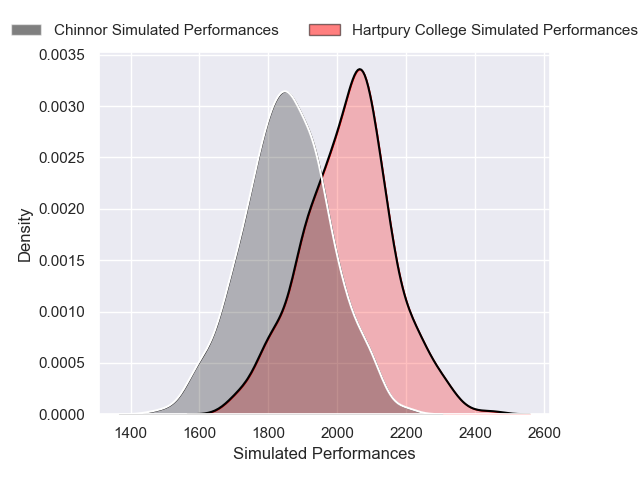 Chinnor Simulated Performances Hartpury College Simulated Performances
0.0035
0.0030
0.0025
0.0020
0.0015
0.0010
0.0005
0.0000
Density
1400 1600 1800 2000 2200 2400 2600
Simulated Performances